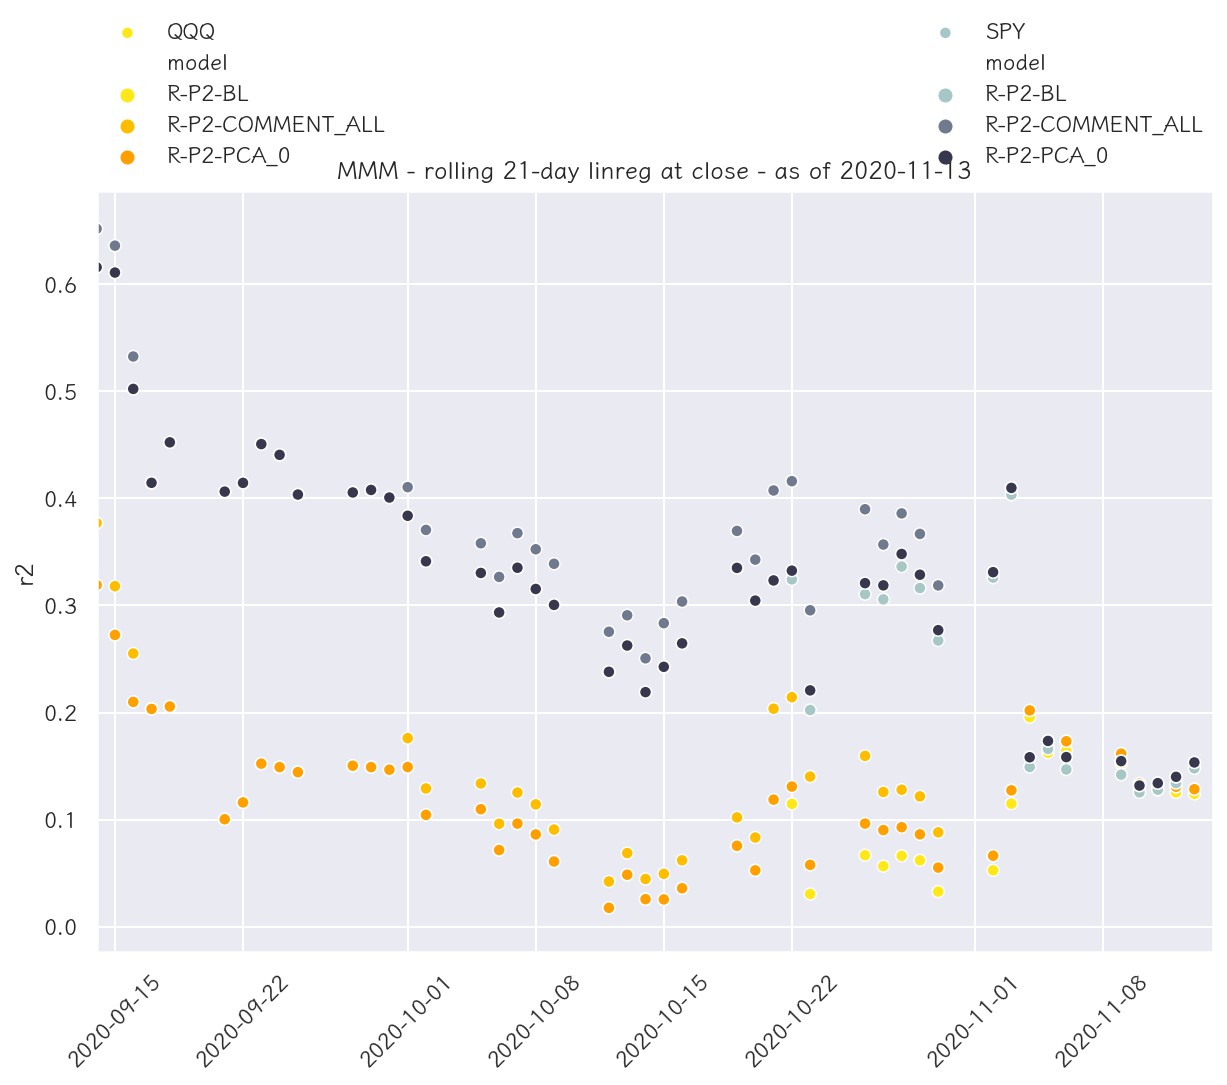 QQQ
model
R-P2-BL
R-P2-COMMENT_ALL
R-P2-PCA_0
SPY
model
R-P2-BL
R-P2-COMMENT_ALL
R-P2-PCA_0
MMM - rolling 21-day linreg at close - as of 2020-11-13
r2
0.6
0.5
0.4
0.3
0.2
0.1
0.0
2020-09-15
2020-09-22
2020-10-01
2020-10-08
2020-10-15
2020-10-22
2020-11-01
2020-11-08